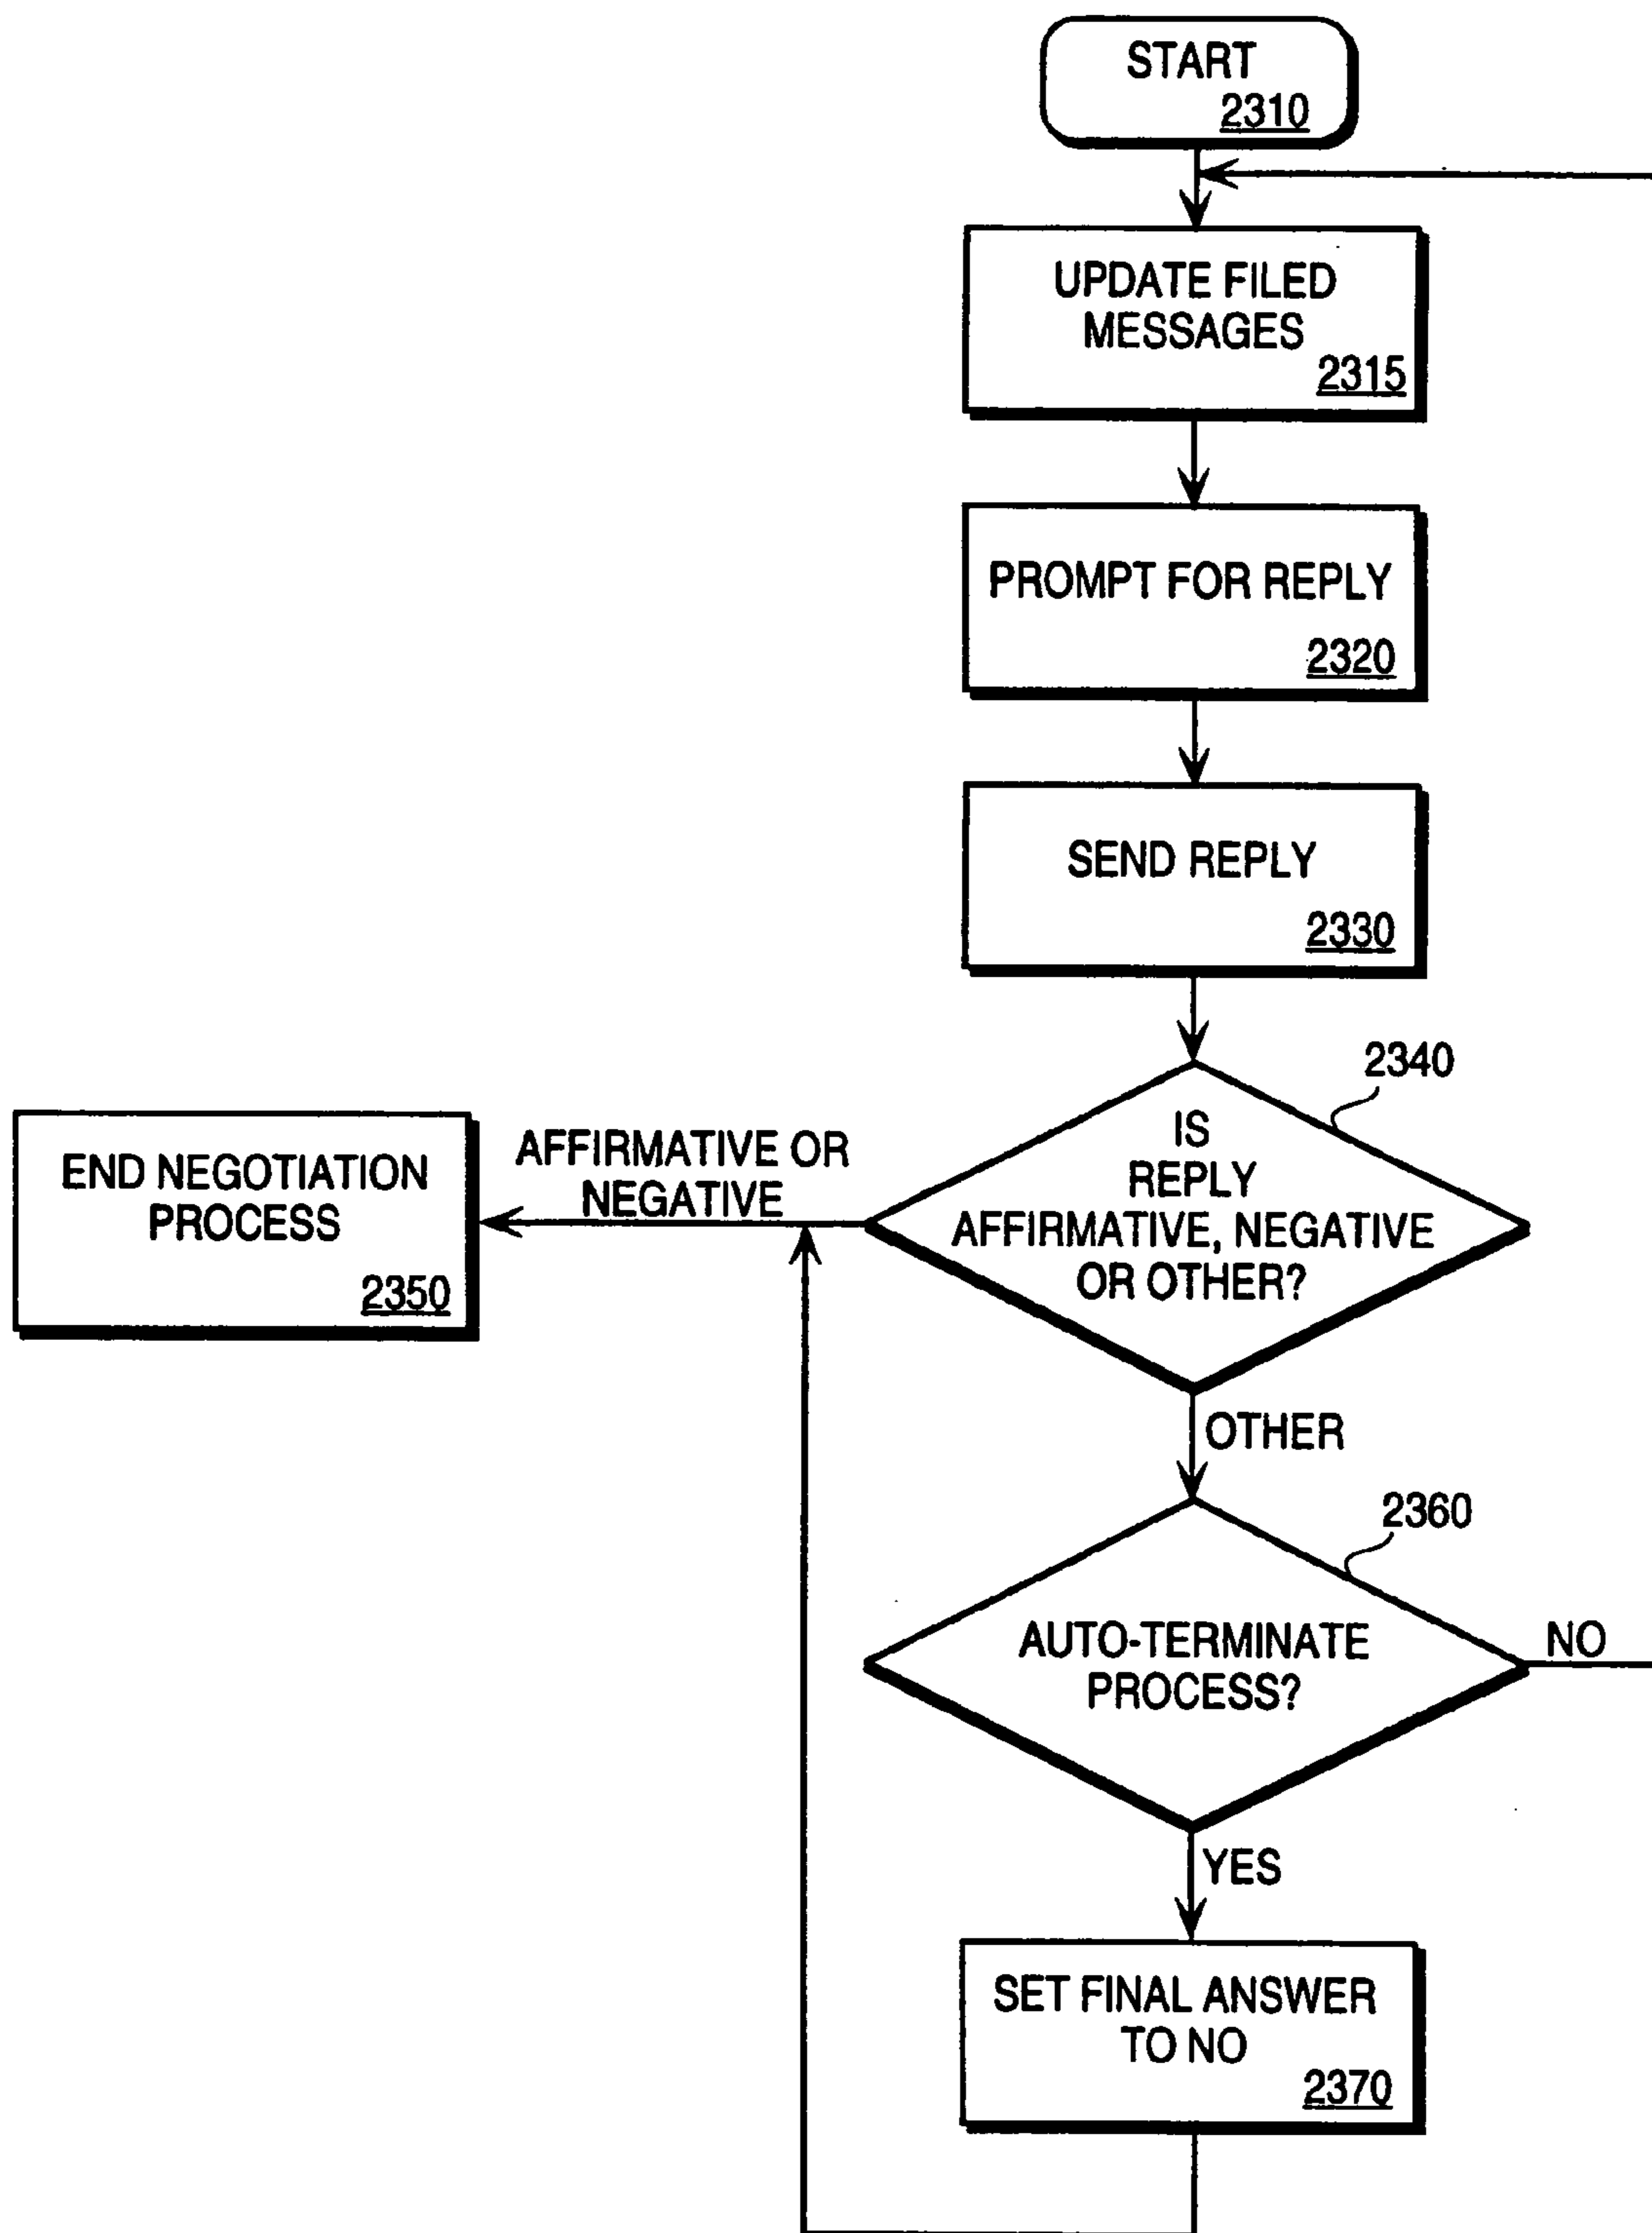 START
2310
UPDATE FILED
MESSAGES
2315
PROMPT FOR REPLY
2320
SEND REPLY
2330
2340
IS
REPLY
AFFIRMATIVE, NEGATIVE
OR OTHER?
AFFIRMATIVE OR
NEGATIVE
END NEGOTIATION
PROCESS
2350
OTHER
2360
AUTO-TERMINATE
PROCESS?
NO
YES
SET FINAL ANSWER
TO NO
2370